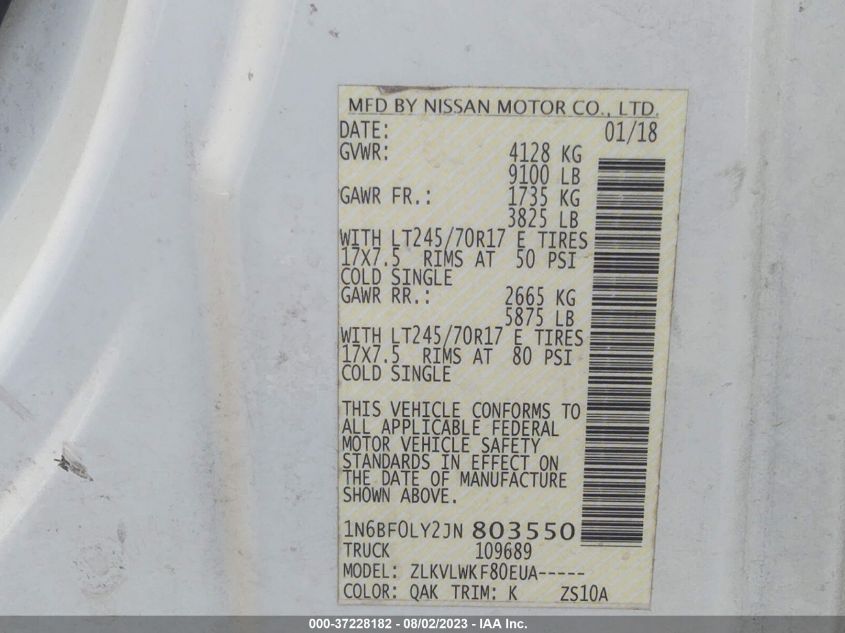 MFD BY NISSAN MOTOR CO., LTD.
DATE: 01/18
GVWR: 4128 KG
9100 LB
GAWR FR.: 1735 KG
3825 LB
WITH LT245/70R17 E TIRES
17X7.5 RIMS AT 50 PSI
COLD SINGLE
GAWR RR.: 2665 KG
5875 LB
WITH LT245/70R17 E TIRES
17X7.5 RIMS AT 80 PSI
COLD SINGLE
THIS VEHICLE CONFORMS TO
ALL APPLICABLE FEDERAL
MOTOR VEHICLE SAFETY
STANDARDS IN EFFECT ON
THE DATE OF MANUFACTURE
SHOWN ABOVE.
1N6BF0LY2JN 803550
TRUCK 109689
MODEL: ZLKVLWKF80EUA-----
COLOR: QAK TRIM: K ZS10A
000-37228182 - 08/02/2023 - IAA Inc.